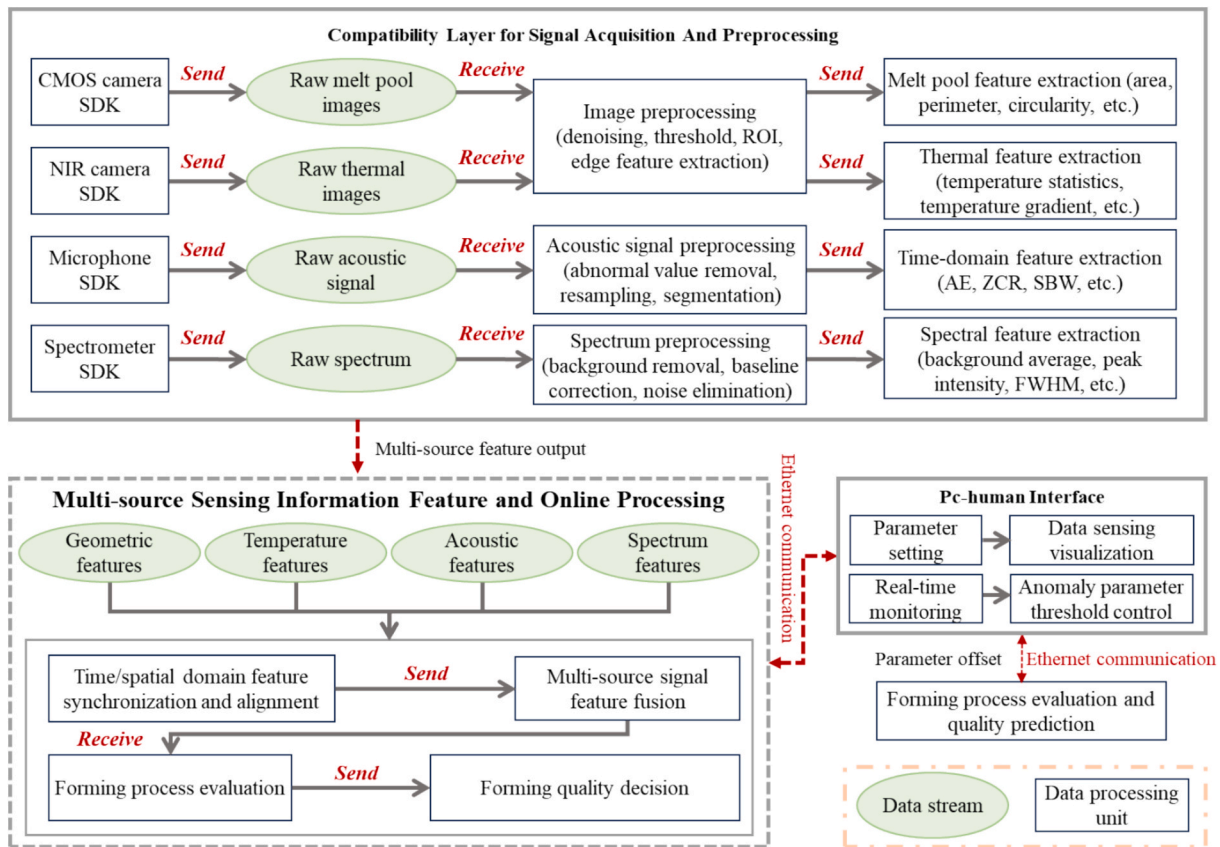 Compatibility Layer for Signal Acquisition And Preprocessing
CMOS camera
SDK
Send
Raw melt pool
images
Receive
Image preprocessing
(denoising, threshold, ROI,
edge feature extraction)
Send
Melt pool feature extraction (area,
perimeter, circularity, etc.)
NIR camera
SDK
Send
Raw thermal
images
Receive
Send
Thermal feature extraction
(temperature statistics,
temperature gradient, etc.)
Microphone
SDK
Send
Raw acoustic
signal
Receive
Acoustic signal preprocessing
(abnormal value removal,
resampling, segmentation)
Send
Time-domain feature extraction
(AE, ZCR, SBW, etc.)
Spectrometer
SDK
Send
Raw spectrum
Receive
Spectrum preprocessing
(background removal, baseline
correction, noise elimination)
Send
Spectral feature extraction
(background average, peak
intensity, FWHM, etc.)
Multi-source feature output
Multi-source Sensing Information Feature and Online Processing
Geometric
features
Temperature
features
Acoustic
features
Spectrum
features
Time/spatial domain feature
synchronization and alignment
Send
Multi-source signal
feature fusion
Receive
Forming process evaluation
Send
Forming quality decision
Ethernet communication
Pc-human Interface
Parameter
setting
Data sensing
visualization
Real-time
monitoring
Anomaly parameter
threshold control
Parameter offset
Ethernet communication
Forming process evaluation and
quality prediction
Data stream
Data processing
unit